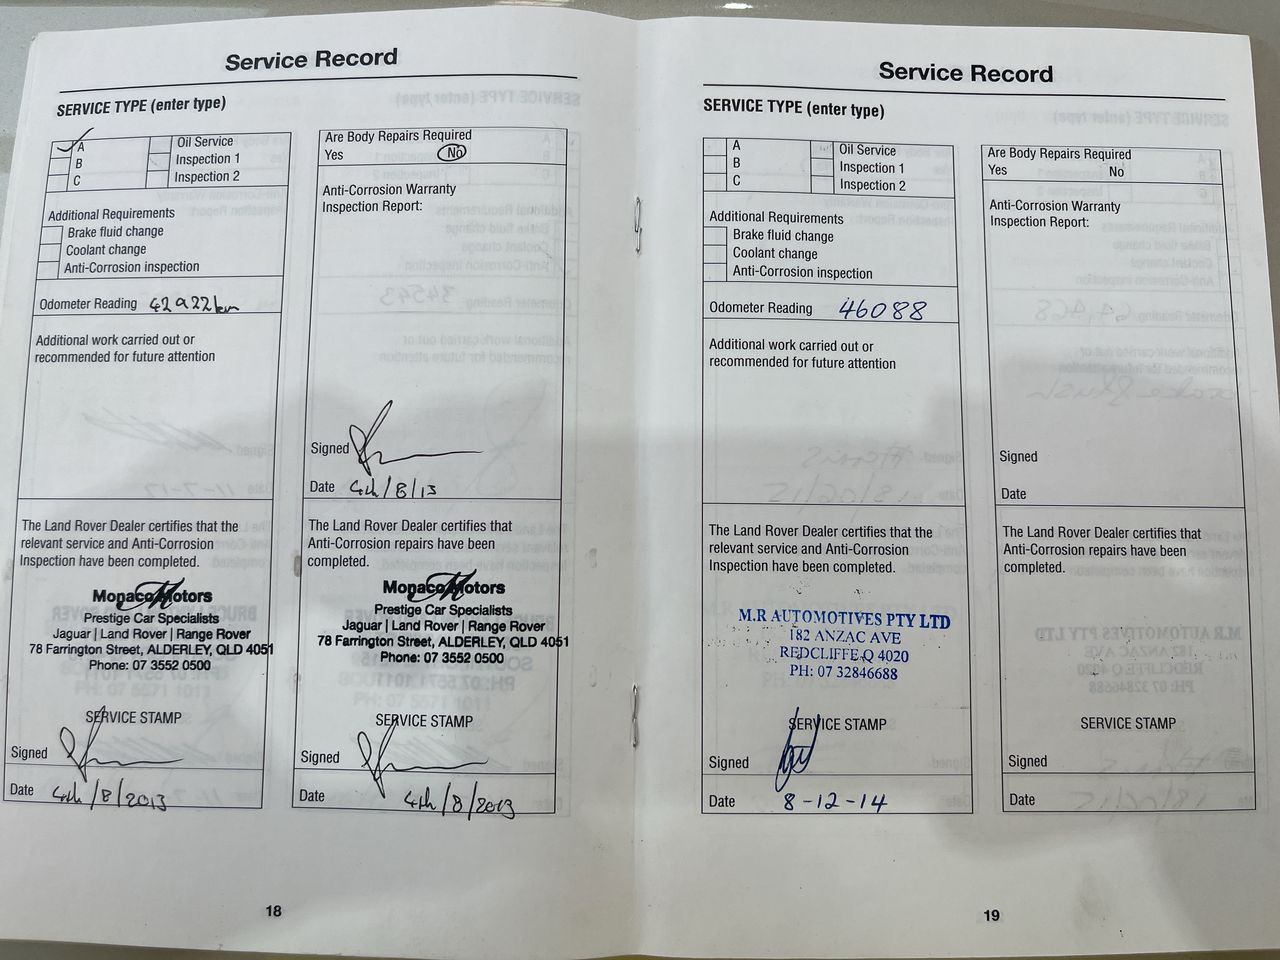 Service Record
SERVICE TYPE (enter type)
A
B
C
Oil Service
Inspection 1
Inspection 2
Additional Requirements
Brake fluid change
Coolant change
Anti-Corrosion inspection
Odometer Reading 42922km
Additional work carried out or
recommended for future attention
The Land Rover Dealer certifies that the
relevant service and Anti-Corrosion
Inspection have been completed.
Monaco Motors
Prestige Car Specialists
Jaguar | Land Rover | Range Rover
78 Farrington Street, ALDERLEY, QLD 4051
Phone: 07 3552 0500
SERVICE STAMP
Signed
Date 4th/8/2013
Are Body Repairs Required
Yes No
Anti-Corrosion Warranty
Inspection Report:
Signed
Date 4th/8/13
The Land Rover Dealer certifies that
Anti-Corrosion repairs have been
completed.
Monaco Motors
Prestige Car Specialists
Jaguar | Land Rover | Range Rover
78 Farrington Street, ALDERLEY, QLD 4051
Phone: 07 3552 0500
SERVICE STAMP
Signed
Date 4th/8/2013
18
Service Record
SERVICE TYPE (enter type)
A
B
C
Oil Service
Inspection 1
Inspection 2
Additional Requirements
Brake fluid change
Coolant change
Anti-Corrosion inspection
Odometer Reading 46088
Additional work carried out or
recommended for future attention
The Land Rover Dealer certifies that the
relevant service and Anti-Corrosion
Inspection have been completed.
M.R AUTOMOTIVES PTY LTD
182 ANZAC AVE
REDCLIFFE Q 4020
PH: 07 32846688
SERVICE STAMP
Signed
Date 8-12-14
Are Body Repairs Required
Yes No
Anti-Corrosion Warranty
Inspection Report:
Signed
Date
The Land Rover Dealer certifies that
Anti-Corrosion repairs have been
completed.
SERVICE STAMP
Signed
Date
19